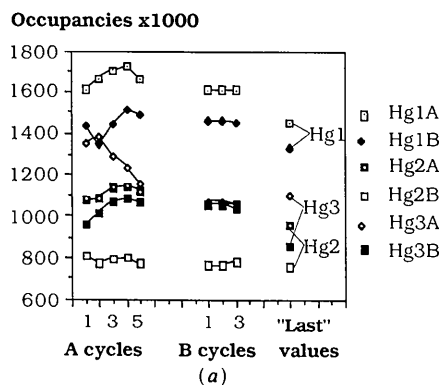 Occupancies x1000
1800
1600
1400
1200
1000
800
600
Hg1
Hg3
Hg2
Hg1A
Hg1B
Hg2A
Hg2B
Hg3A
Hg3B
1 3 5 1 3 "Last"
A cycles B cycles values
(a)